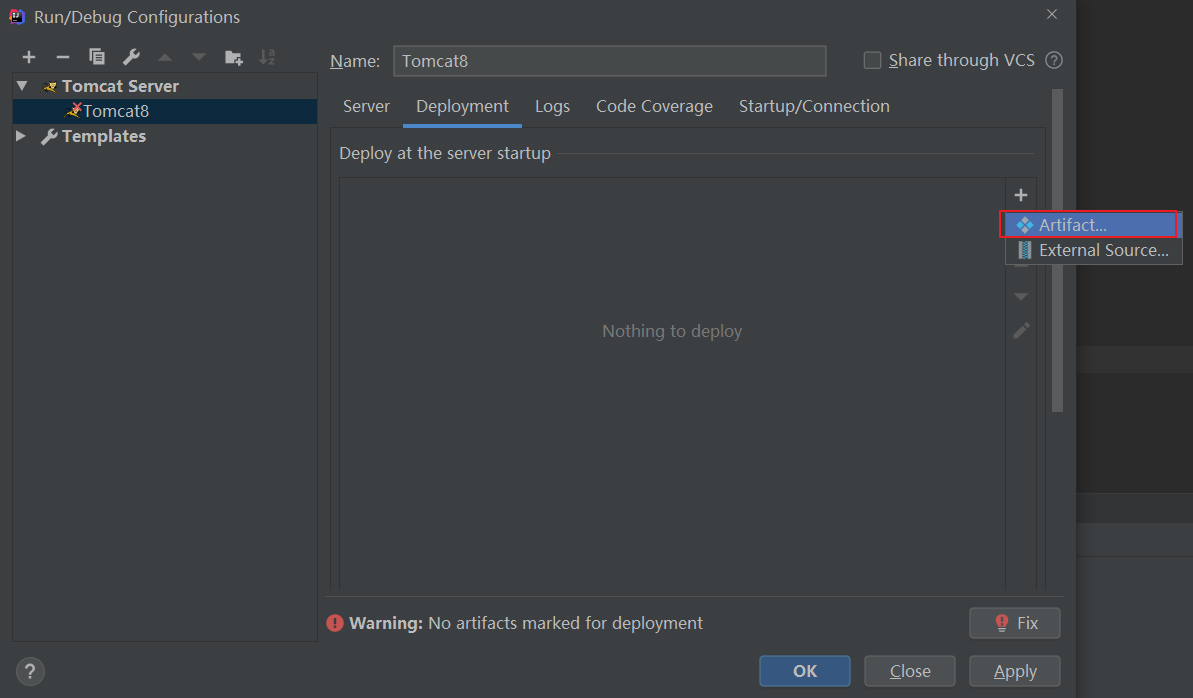 Run/Debug Configurations
Name: Tomcat8
Share through VCS ?
Tomcat Server
Tomcat8
Templates
Server Deployment Logs Code Coverage Startup/Connection
Deploy at the server startup
Artifact...
External Source...
Nothing to deploy
Warning: No artifacts marked for deployment
Fix
? OK Close Apply